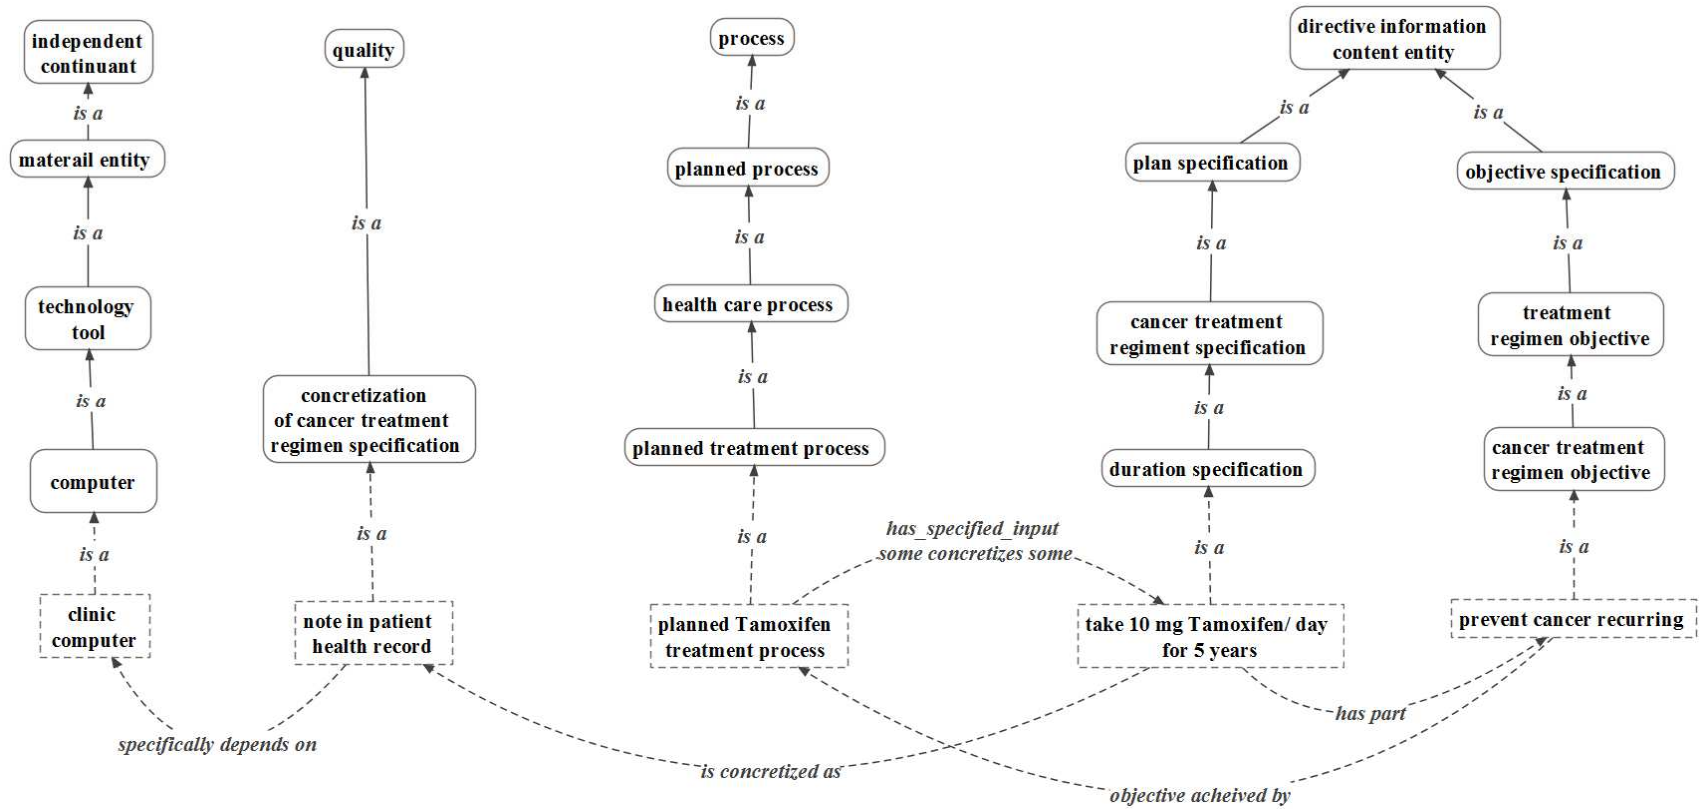 independent
continuant
quality
process
directive information
content entity
is a
is a
is a
is a
materail entity
planned process
plan specification
objective specification
is a
is a
is a
is a
is a
technology
tool
health care process
cancer treatment
regiment specification
treatment
regimen objective
is a
is a
is a
is a
concretization
of cancer treatment
regimen specification
planned treatment process
duration specification
cancer treatment
regimen objective
computer
is a
is a
is a
has_specified_input
some concretizes some
is a
is a
clinic
computer
note in patient
health record
planned Tamoxifen
treatment process
take 10 mg Tamoxifen/ day
for 5 years
prevent cancer recurring
has part
specifically depends on
is concretized as
objective acheived by